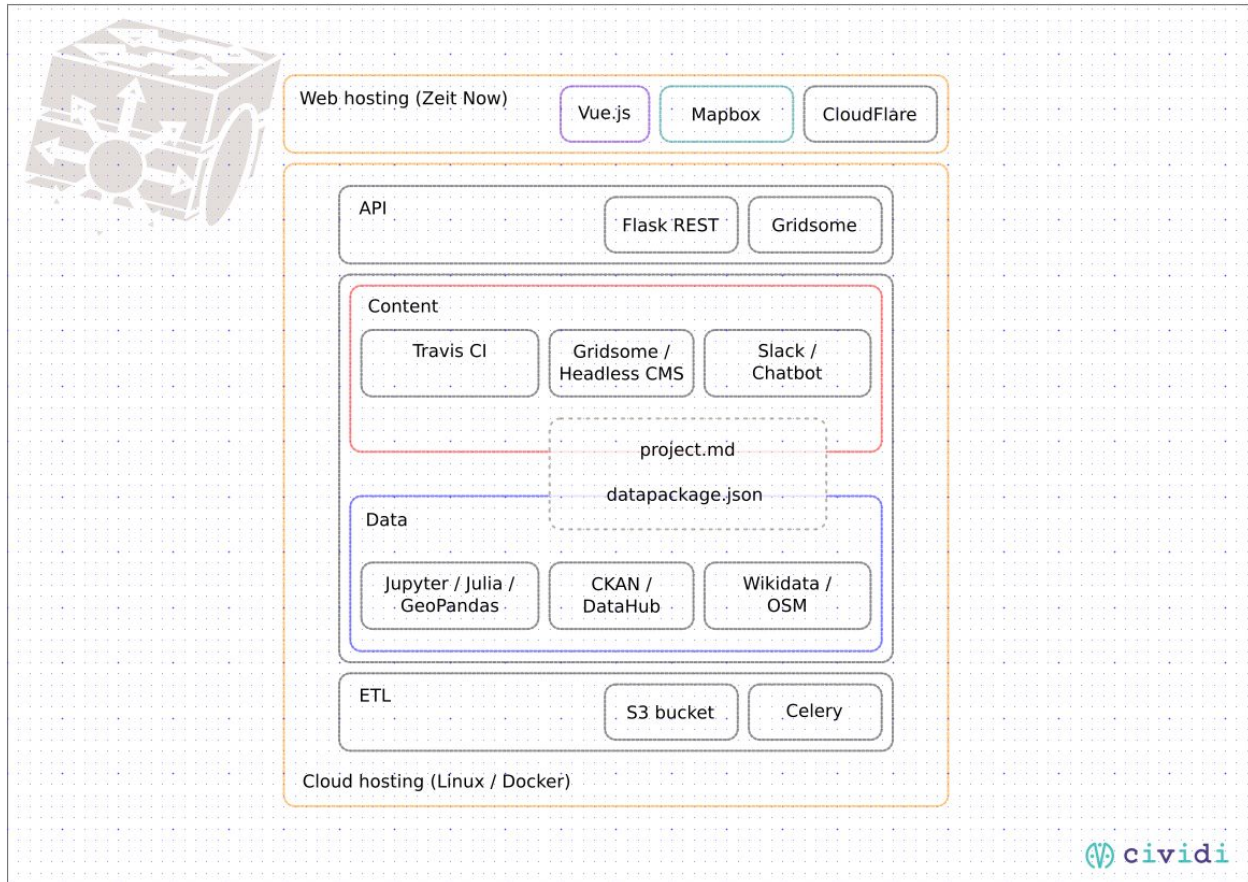 Web hosting (Zeit Now)
Vue.js
Mapbox
CloudFlare
API
Flask REST
Gridsome
Content
Travis CI
Gridsome /
Headless CMS
Slack /
Chatbot
project.md
datapackage.json
Data
Jupyter / Julia /
GeoPandas
CKAN /
DataHub
Wikidata /
OSM
ETL
S3 bucket
Celery
Cloud hosting (Linux / Docker)
cividi